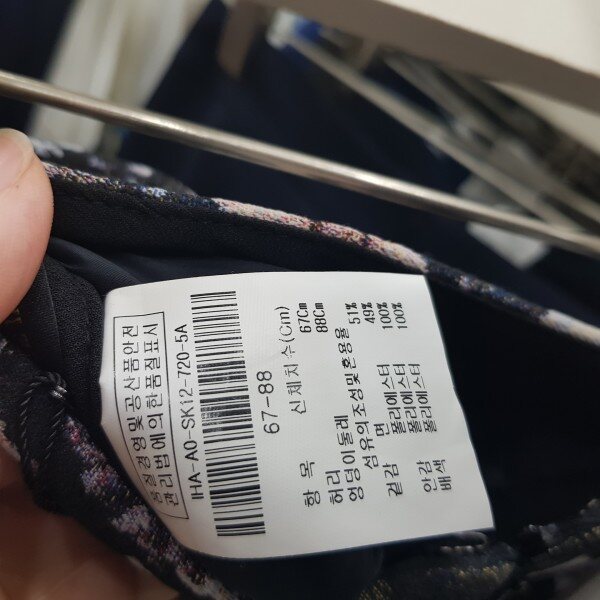 품질경영및공산품안전
관리법에의한품질표시
IHA-A0-SK12-720-5A
67-88
항 목 신체치수(Cm)
허리 67Cm
엉덩이둘레 88Cm
섬유의조성및혼용율
겉감 면 51%
폴리에스터 49%
안감 폴리에스터 100%
배색 폴리에스터 100%